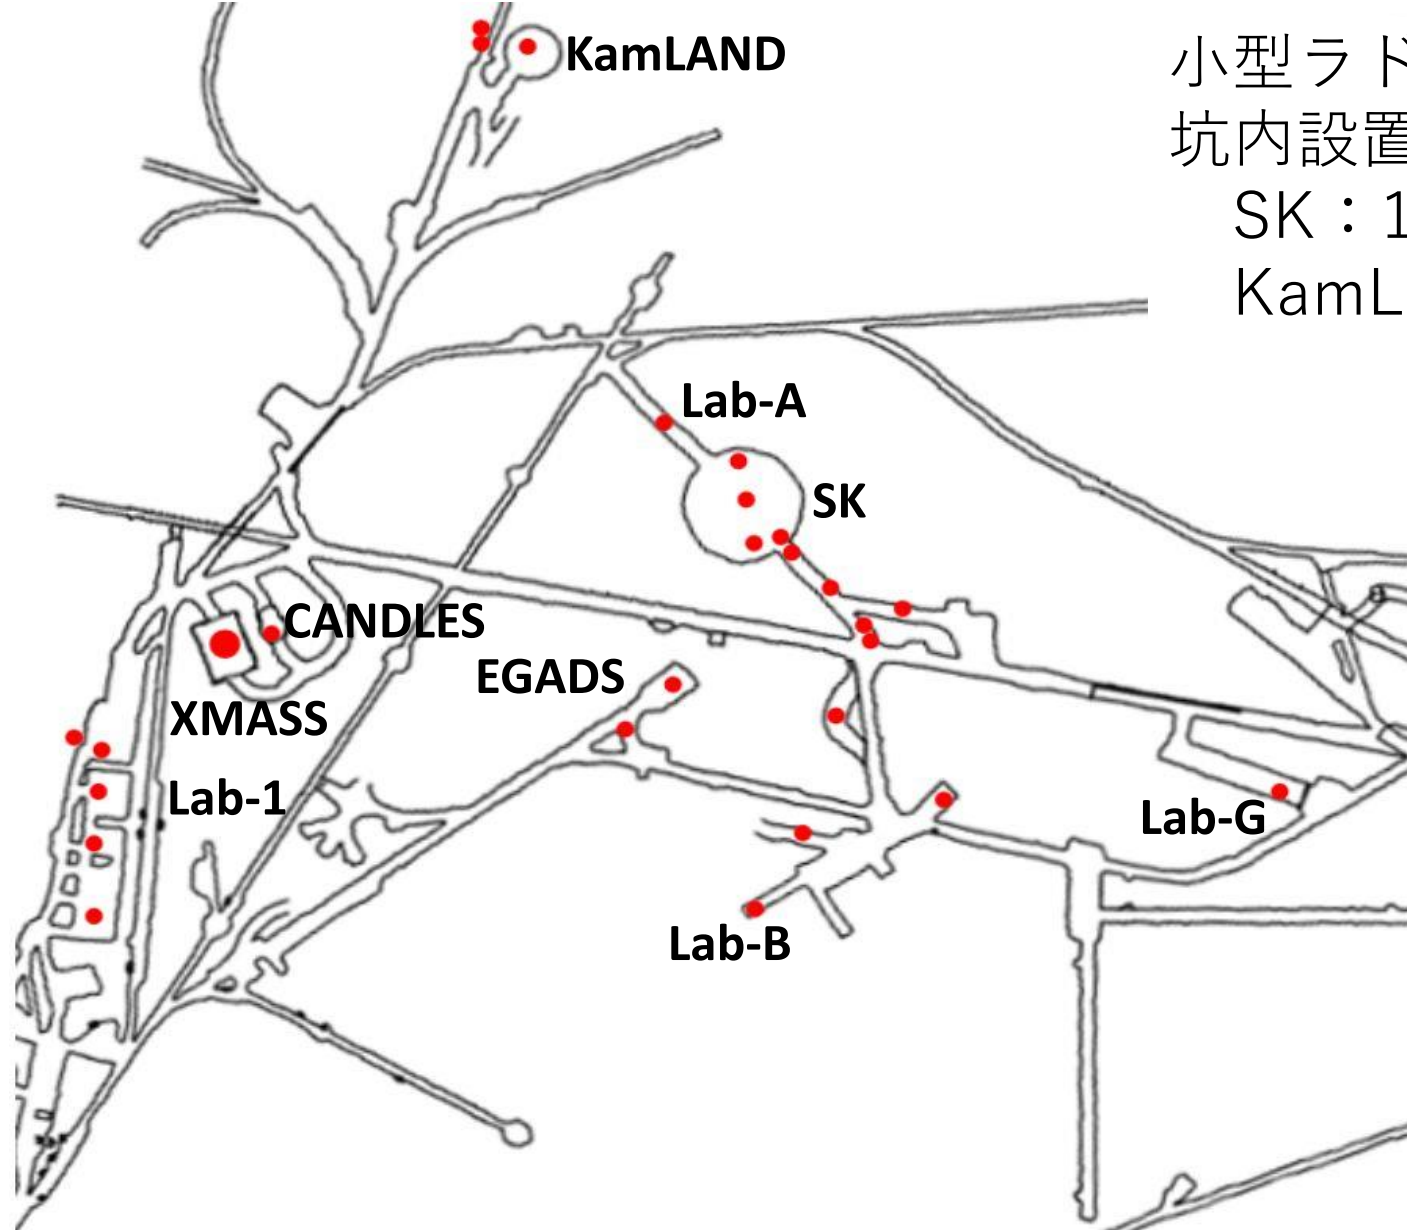 KamLAND
小型ラド
坑内設置
SK：1
KamL
Lab-A
SK
CANDLES
EGADS
XMASS
Lab-1
Lab-G
Lab-B